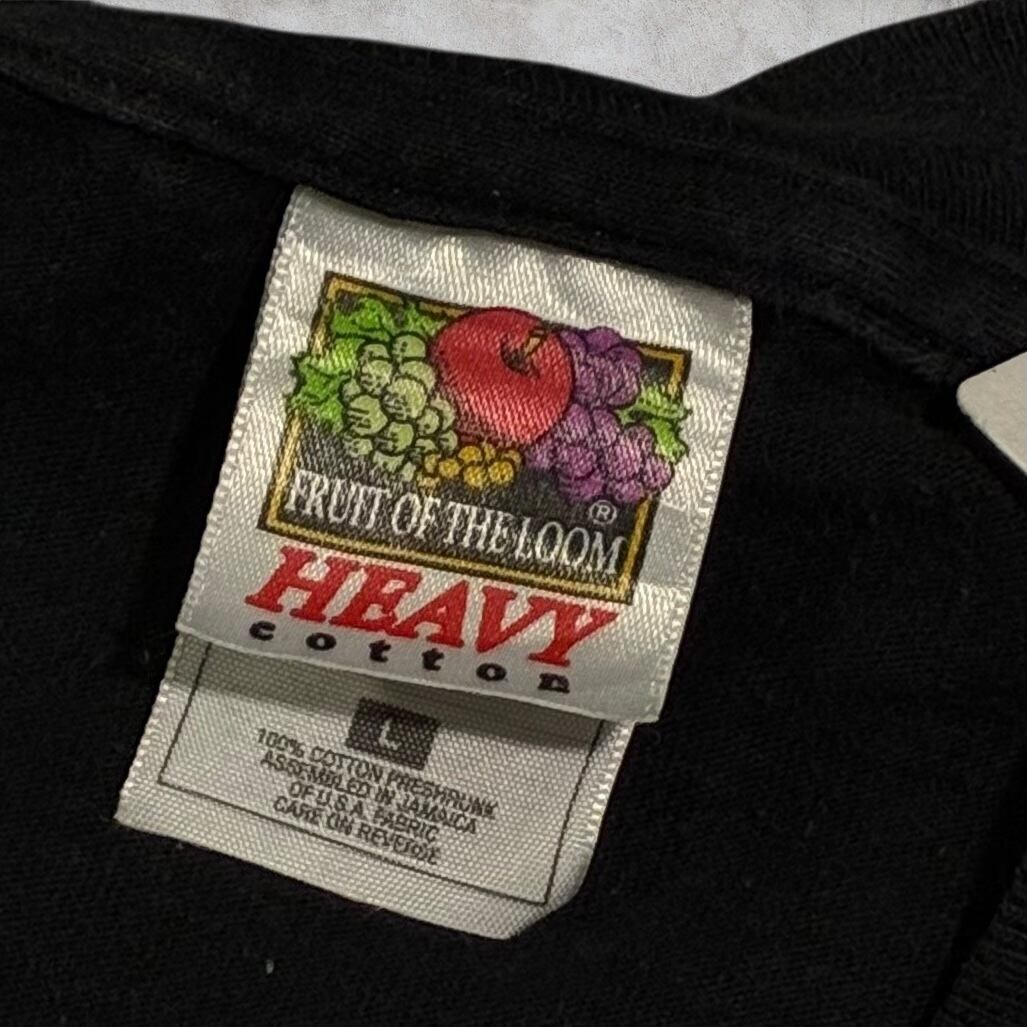 FRUIT OF THE LOOM ®
HEAVY
cotton
L
100% COTTON PRESHRUNK
ASSEMBLED IN JAMAICA
OF U.S.A. FABRIC
CARE ON REVERSE